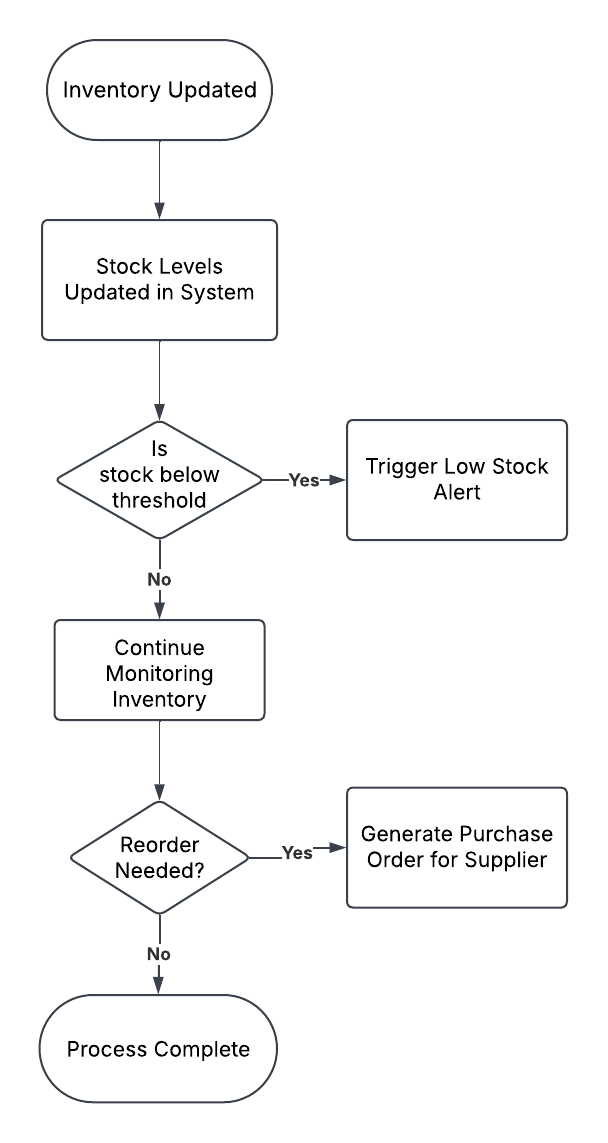 Inventory Updated
Stock Levels
Updated in System
Is
stock below
threshold
Yes
Trigger Low Stock
Alert
No
Continue
Monitoring
Inventory
Reorder
Needed?
Yes
Generate Purchase
Order for Supplier
No
Process Complete